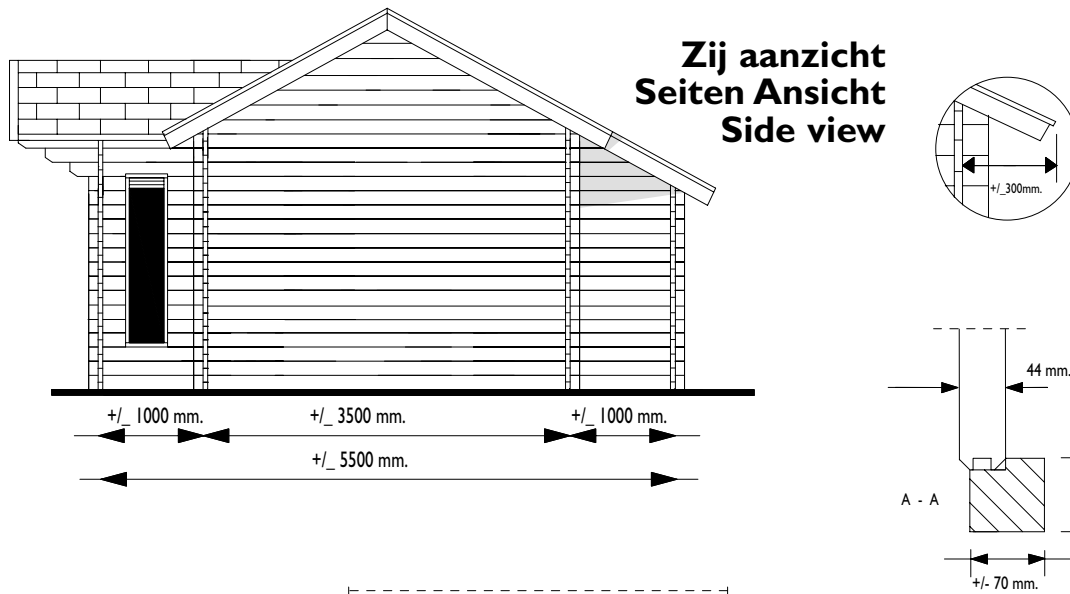 Zij aanzicht
Seiten Ansicht
Side view
+/_300mm.
44 mm.
+/_ 1000 mm.
+/_ 3500 mm.
+/_ 1000 mm.
+/_ 5500 mm.
A - A
+/- 70 mm.